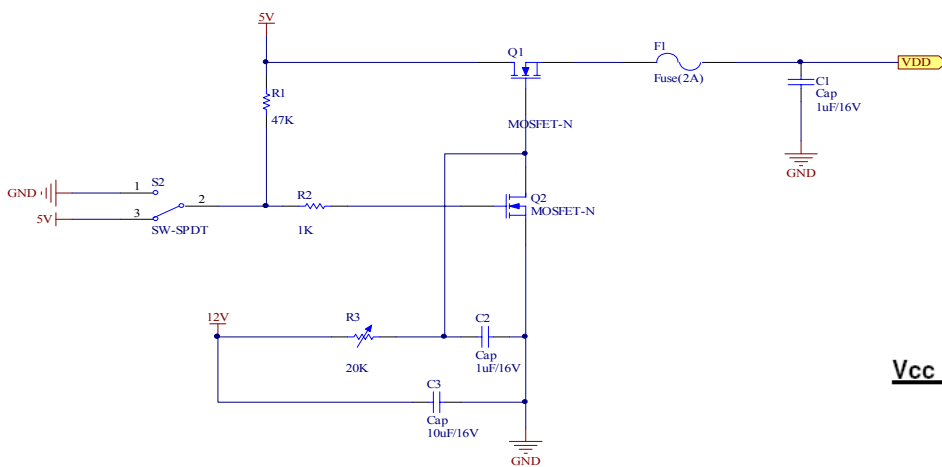 5V
Q1
F1
VDD
Fuse(2A)
C1
Cap
1uF/16V
R1
47K
MOSFET-N
GND
GND
1
S2
2
R2
Q2
MOSFET-N
5V
3
SW-SPDT
1K
12V
R3
C2
20K
Cap
1uF/16V
Vcc
C3
Cap
10uF/16V
GND